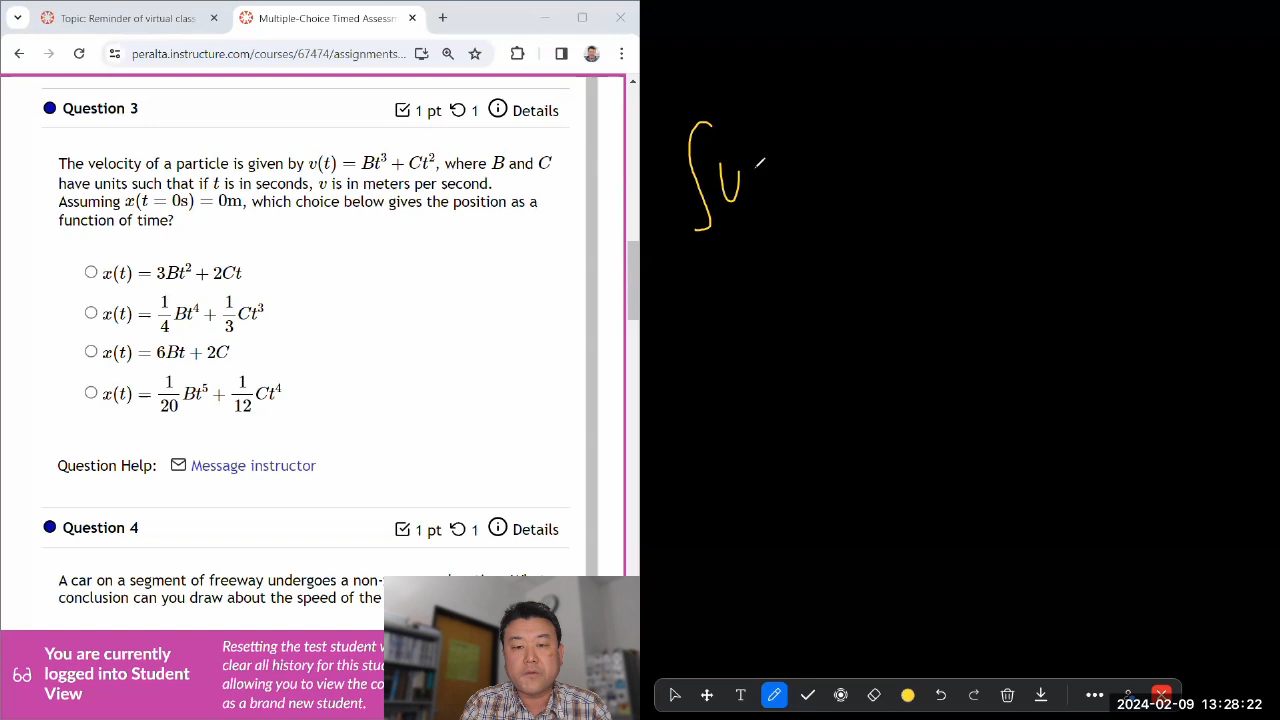 Topic: Reminder of virtual class
Multiple-Choice Timed Assessm
peralta.instructure.com/courses/67474/assignments...
Question 3
1 pt 1 Details
The velocity of a particle is given by v(t) = Bt³ + Ct², where B and C
have units such that if t is in seconds, v is in meters per second.
Assuming x(t = 0s) = 0m, which choice below gives the position as a
function of time?
x(t) = 3Bt² + 2Ct
x(t) = 1/4 Bt⁴ + 1/3 Ct³
x(t) = 6Bt + 2C
x(t) = 1/20 Bt⁵ + 1/12 Ct⁴
Question Help: Message instructor
Question 4
1 pt 1 Details
A car on a segment of freeway undergoes a non-
conclusion can you draw about the speed of the
You are currently
logged into Student
View
Resetting the test student
clear all history for this stu
allowing you to view the co
as a brand new student.
∫v
T
2024-02-09 13:28:22